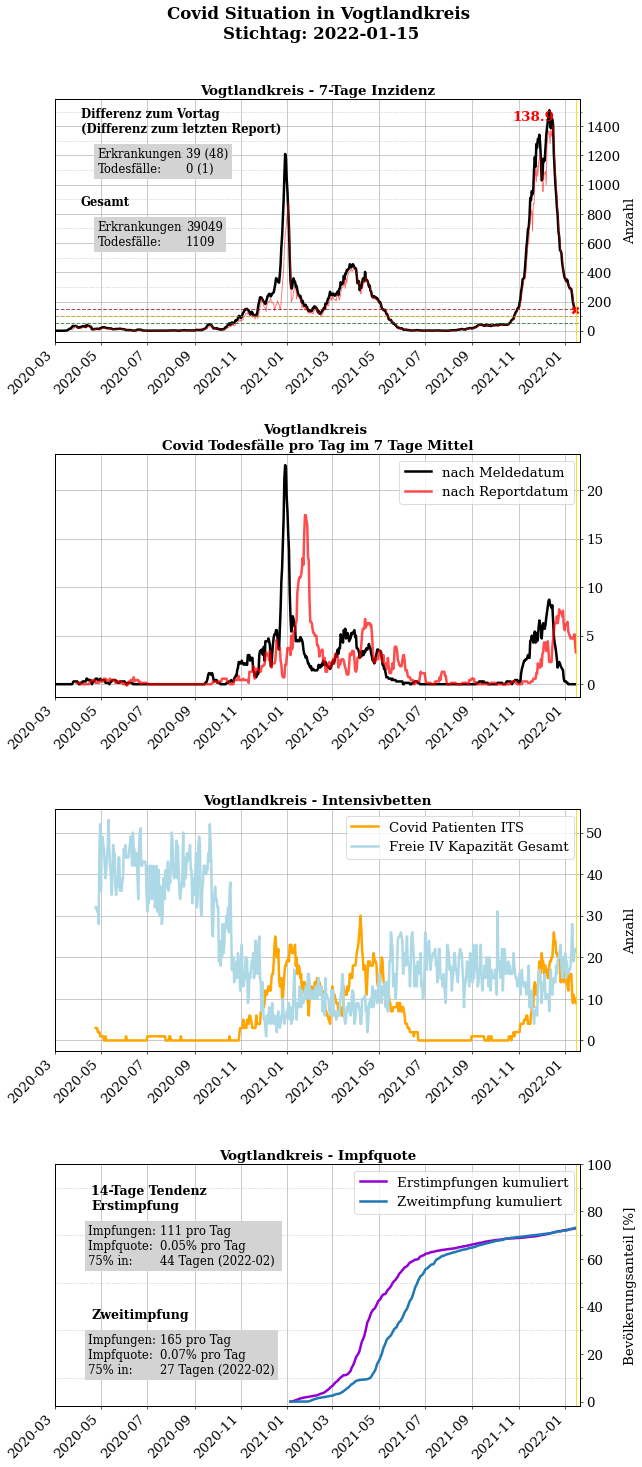 Covid Situation in Vogtlandkreis
Stichtag: 2022-01-15
Vogtlandkreis - 7-Tage Inzidenz
Differenz zum Vortag
(Differenz zum letzten Report)
Erkrankungen 39 (48)
Todesfälle: 0 (1)
Gesamt
Erkrankungen 39049
Todesfälle: 1109
138.9
1400
1200
1000
800
600
400
200
0
Anzahl
2020-03
2020-05
2020-07
2020-09
2020-11
2021-01
2021-03
2021-05
2021-07
2021-09
2021-11
2022-01
Vogtlandkreis
Covid Todesfälle pro Tag im 7 Tage Mittel
nach Meldedatum
nach Reportdatum
20
15
10
5
0
2020-03
2020-05
2020-07
2020-09
2020-11
2021-01
2021-03
2021-05
2021-07
2021-09
2021-11
2022-01
Vogtlandkreis - Intensivbetten
Covid Patienten ITS
Freie IV Kapazität Gesamt
50
40
30
20
10
0
Anzahl
2020-03
2020-05
2020-07
2020-09
2020-11
2021-01
2021-03
2021-05
2021-07
2021-09
2021-11
2022-01
Vogtlandkreis - Impfquote
14-Tage Tendenz
Erstimpfung
Impfungen: 111 pro Tag
Impfquote: 0.05% pro Tag
75% in: 44 Tagen (2022-02)
Zweitimpfung
Impfungen: 165 pro Tag
Impfquote: 0.07% pro Tag
75% in: 27 Tagen (2022-02)
Erstimpfungen kumuliert
Zweitimpfung kumuliert
100
80
60
40
20
0
Bevölkerungsanteil [%]
2020-03
2020-05
2020-07
2020-09
2020-11
2021-01
2021-03
2021-05
2021-07
2021-09
2021-11
2022-01